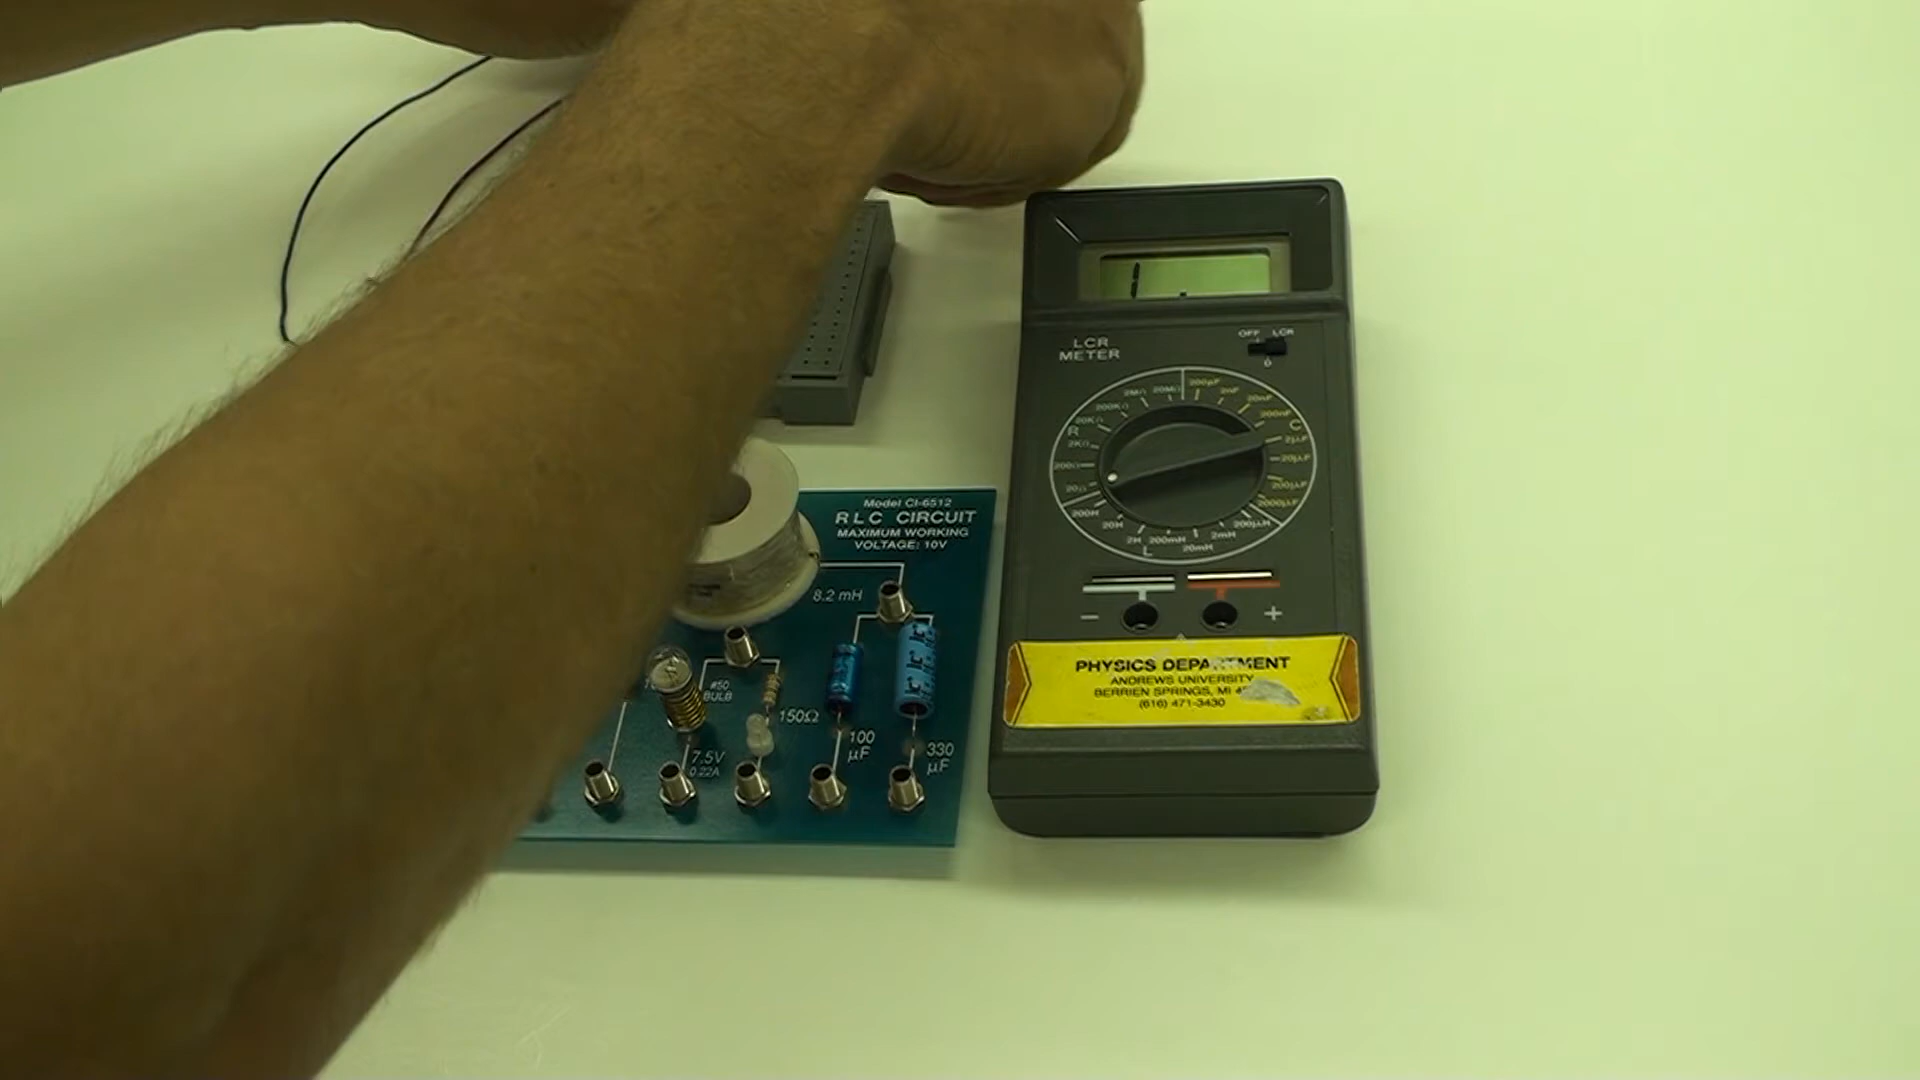 1 .
OFF LCR
LCR
METER
D
2MΩ 20MΩ 200pF 2nF
200KΩ 20nF
20KΩ 200nF
R C
2KΩ 2μF
200Ω 20μF
20Ω 200μF
200H 2000μF
20H 200μH
2H 200mH 20mH 2mH
L
− +
PHYSICS DEPARTMENT
ANDREWS UNIVERSITY
BERRIEN SPRINGS, MI
(616) 471-3430
Model CI-6512
RLC CIRCUIT
MAXIMUM WORKING
VOLTAGE: 10V
8.2 mH
#50
BULB
150Ω
7.5V
0.22A
100
μF
330
μF